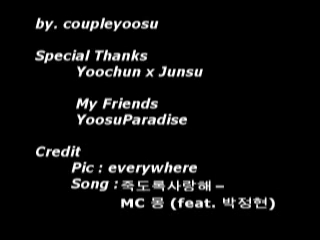 by. coupleyoosu
Special Thanks
Yoochun x Junsu
My Friends
YoosuParadise
Credit
Pic : everywhere
Song : 죽도록사랑해 –
MC 몽 (feat. 박정현)